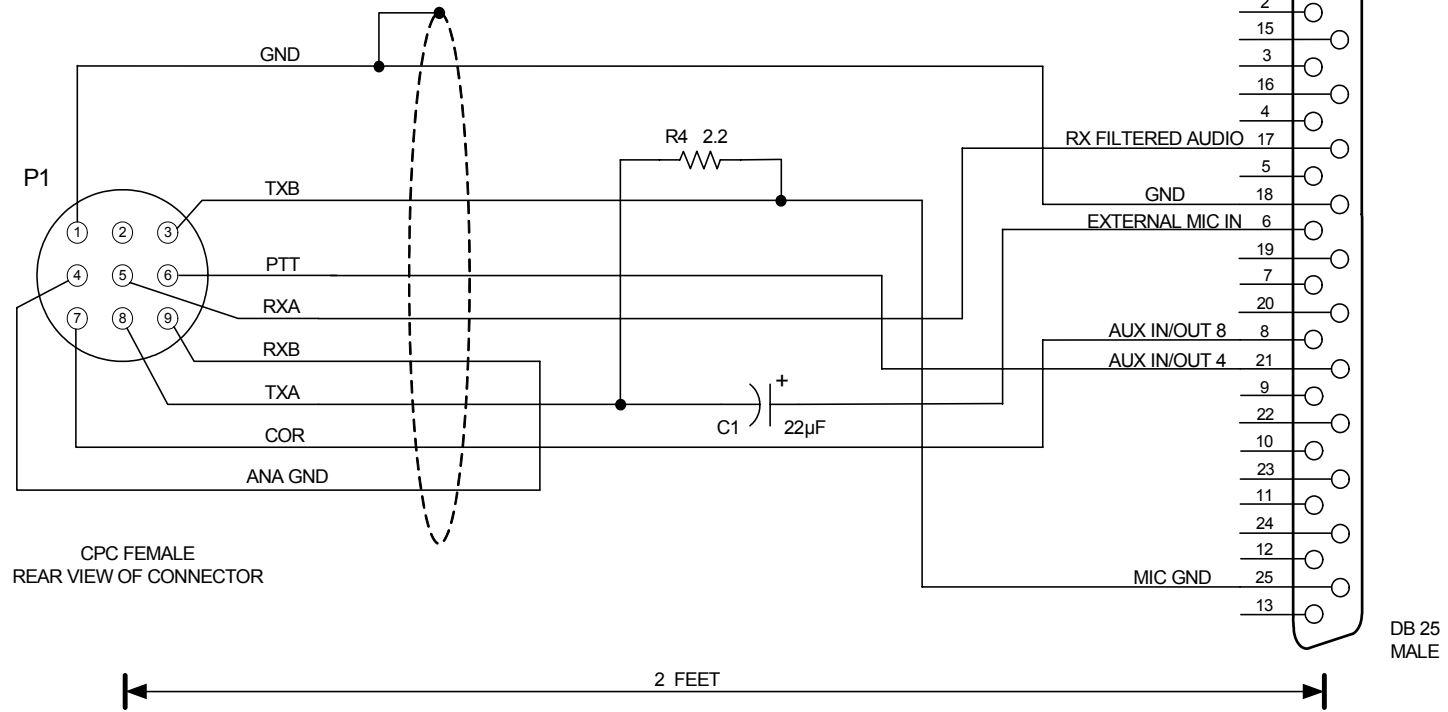 2
15
GND
3
16
R4 2.2
4
RX FILTERED AUDIO 17
5
P1
TXB
GND 18
EXTERNAL MIC IN 6
1 2 3
19
PTT
4 5 6
7
RXA
20
7 8 9
AUX IN/OUT 8 8
RXB
AUX IN/OUT 4 21
TXA
+
9
C1 22µF
22
COR
10
ANA GND
23
11
24
CPC FEMALE
REAR VIEW OF CONNECTOR
12
MIC GND 25
13
DB 25
MALE
2 FEET